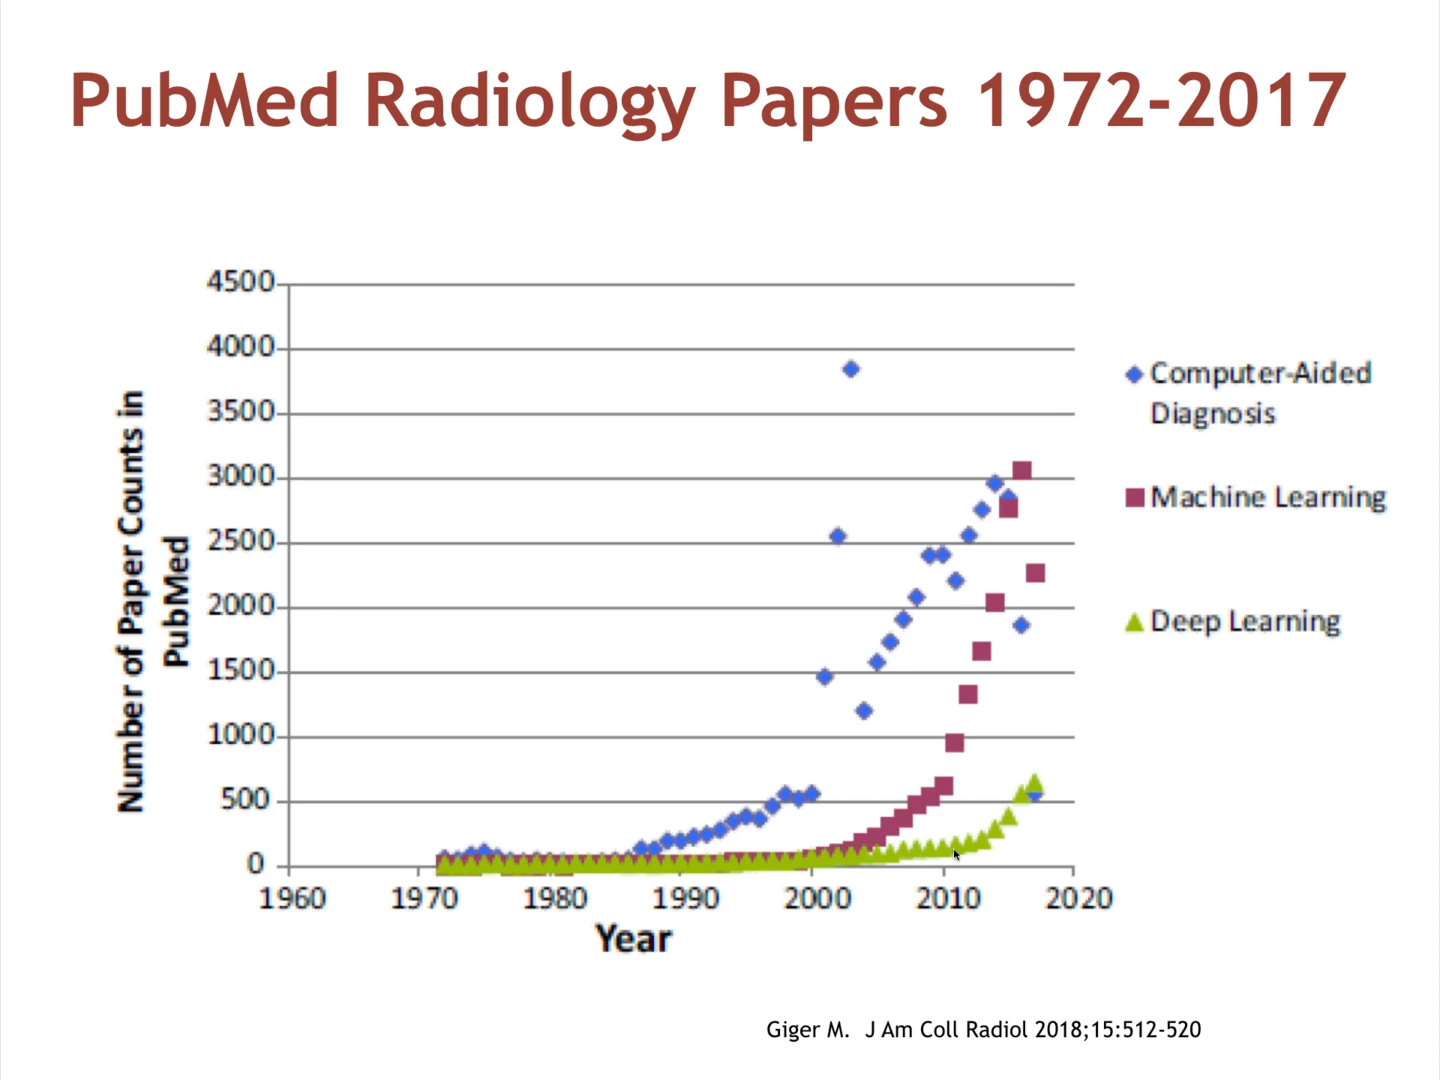 PubMed Radiology Papers 1972-2017
4500
4000
3500
3000
2500
2000
1500
1000
500
0
Number of Paper Counts in
PubMed
1960
1970
1980
1990
2000
2010
2020
Year
Computer-Aided
Diagnosis
Machine Learning
Deep Learning
Giger M.  J Am Coll Radiol 2018;15:512-520